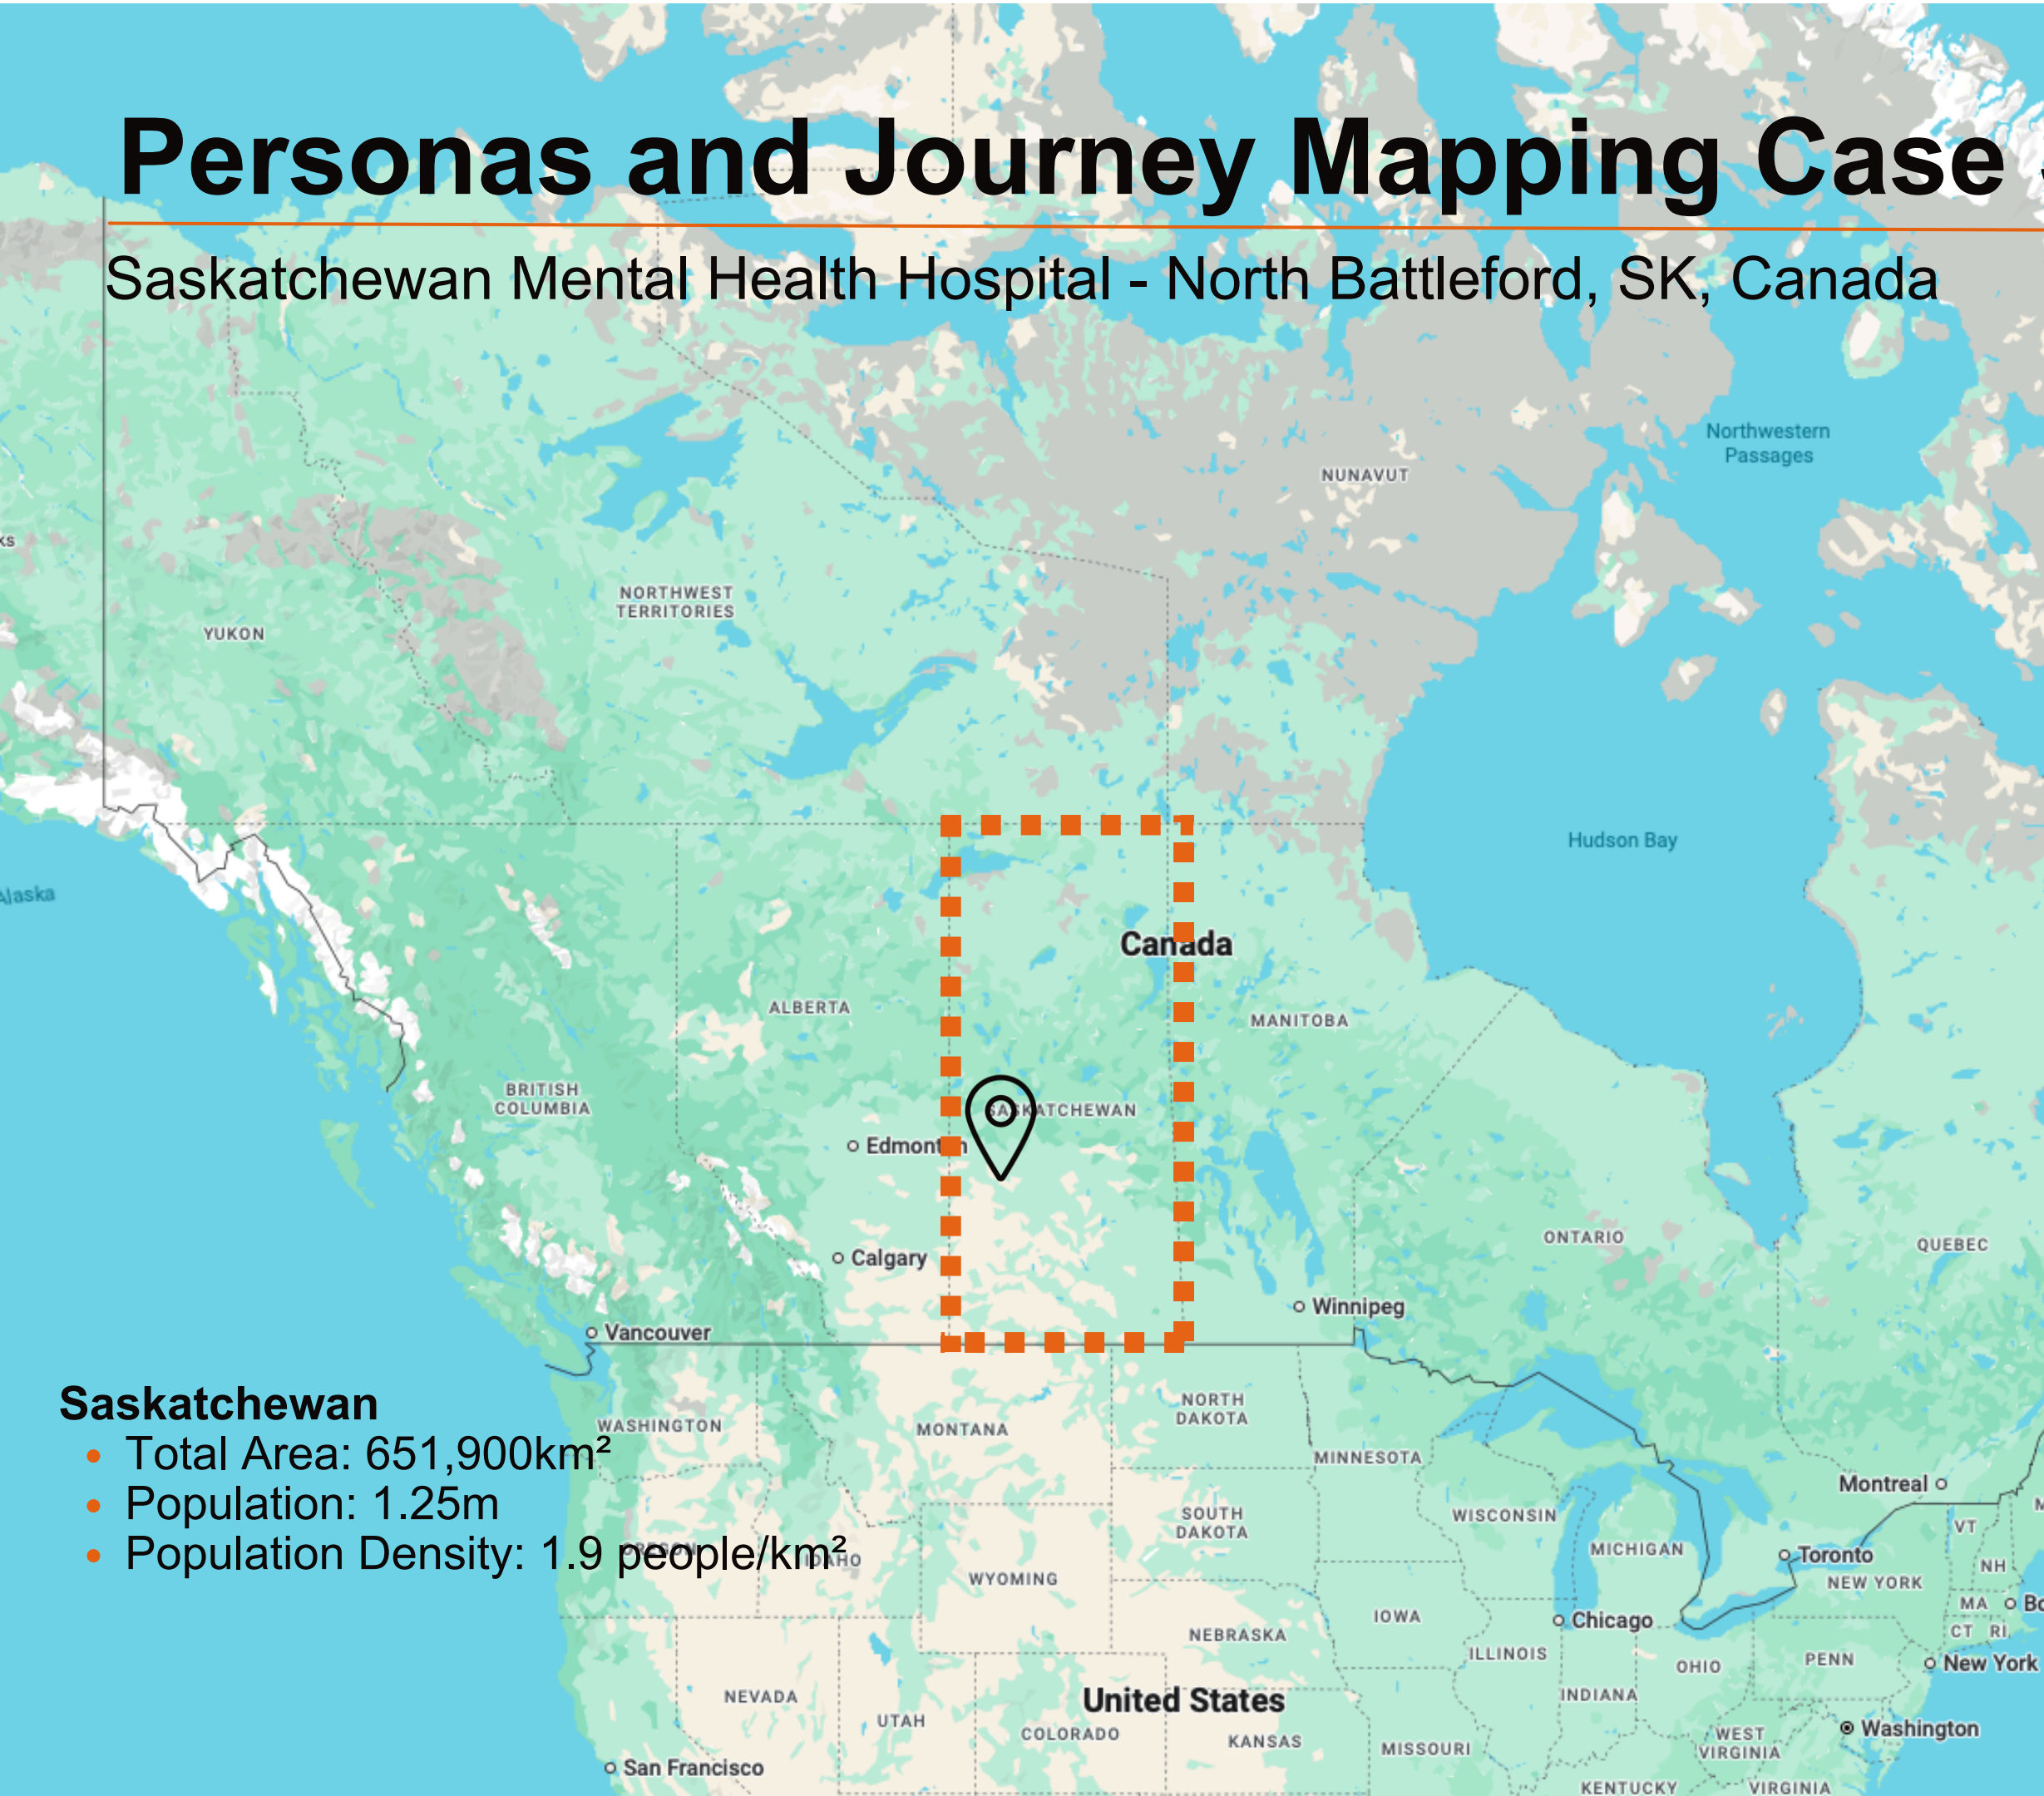 Personas and Journey Mapping Case
Saskatchewan Mental Health Hospital - North Battleford, SK, Canada
Northwestern
Passages
NUNAVUT
NORTHWEST
TERRITORIES
YUKON
Hudson Bay
Alaska
Canada
ALBERTA
MANITOBA
BRITISH
COLUMBIA
SASKATCHEWAN
Edmonton
ONTARIO
QUEBEC
Calgary
Winnipeg
Vancouver
Saskatchewan
• Total Area: 651,900km²
• Population: 1.25m
• Population Density: 1.9 people/km²
WASHINGTON
MONTANA
NORTH
DAKOTA
MINNESOTA
Montreal
SOUTH
DAKOTA
WISCONSIN
VT
OREGON
IDAHO
MICHIGAN
Toronto
NH
WYOMING
NEW YORK
MA
IOWA
Chicago
CT RI
NEBRASKA
ILLINOIS
OHIO
PENN
New York
NEVADA
United States
INDIANA
UTAH
COLORADO
KANSAS
MISSOURI
WEST
VIRGINIA
Washington
San Francisco
KENTUCKY
VIRGINIA